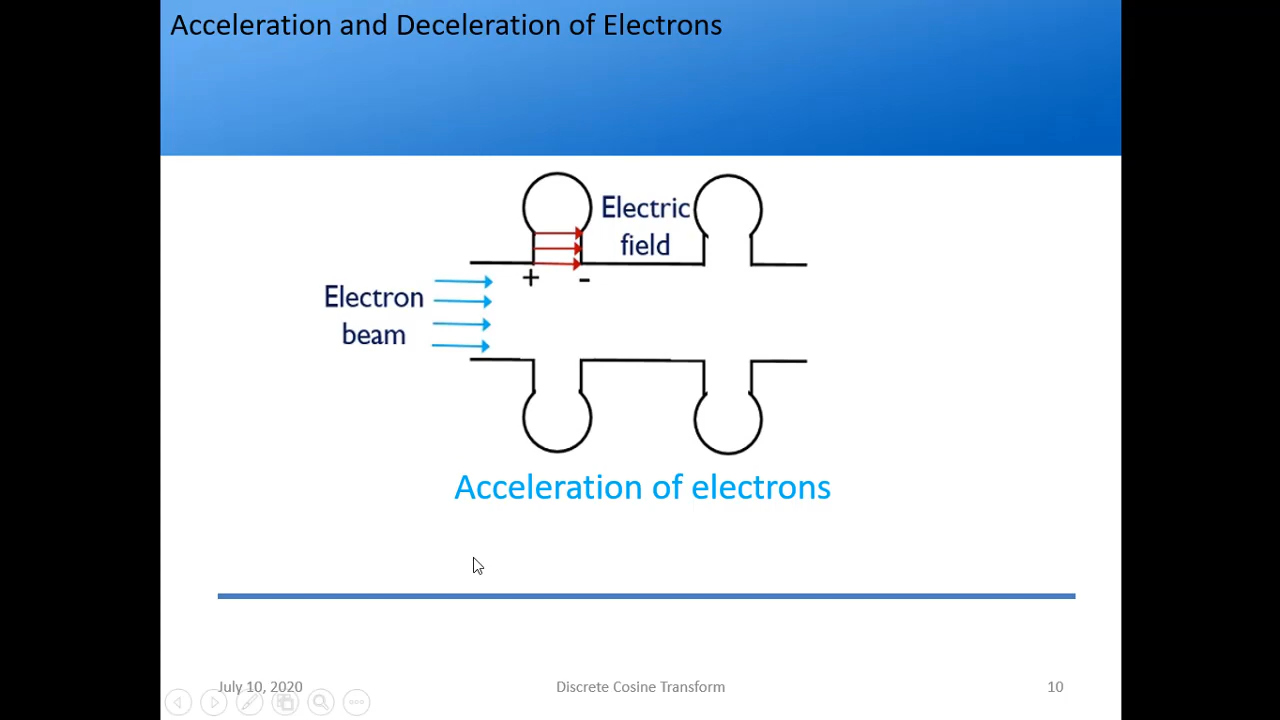 Acceleration and Deceleration of Electrons
Electric
field
+ -
Electron
beam
Acceleration of electrons
July 10, 2020
Discrete Cosine Transform
10